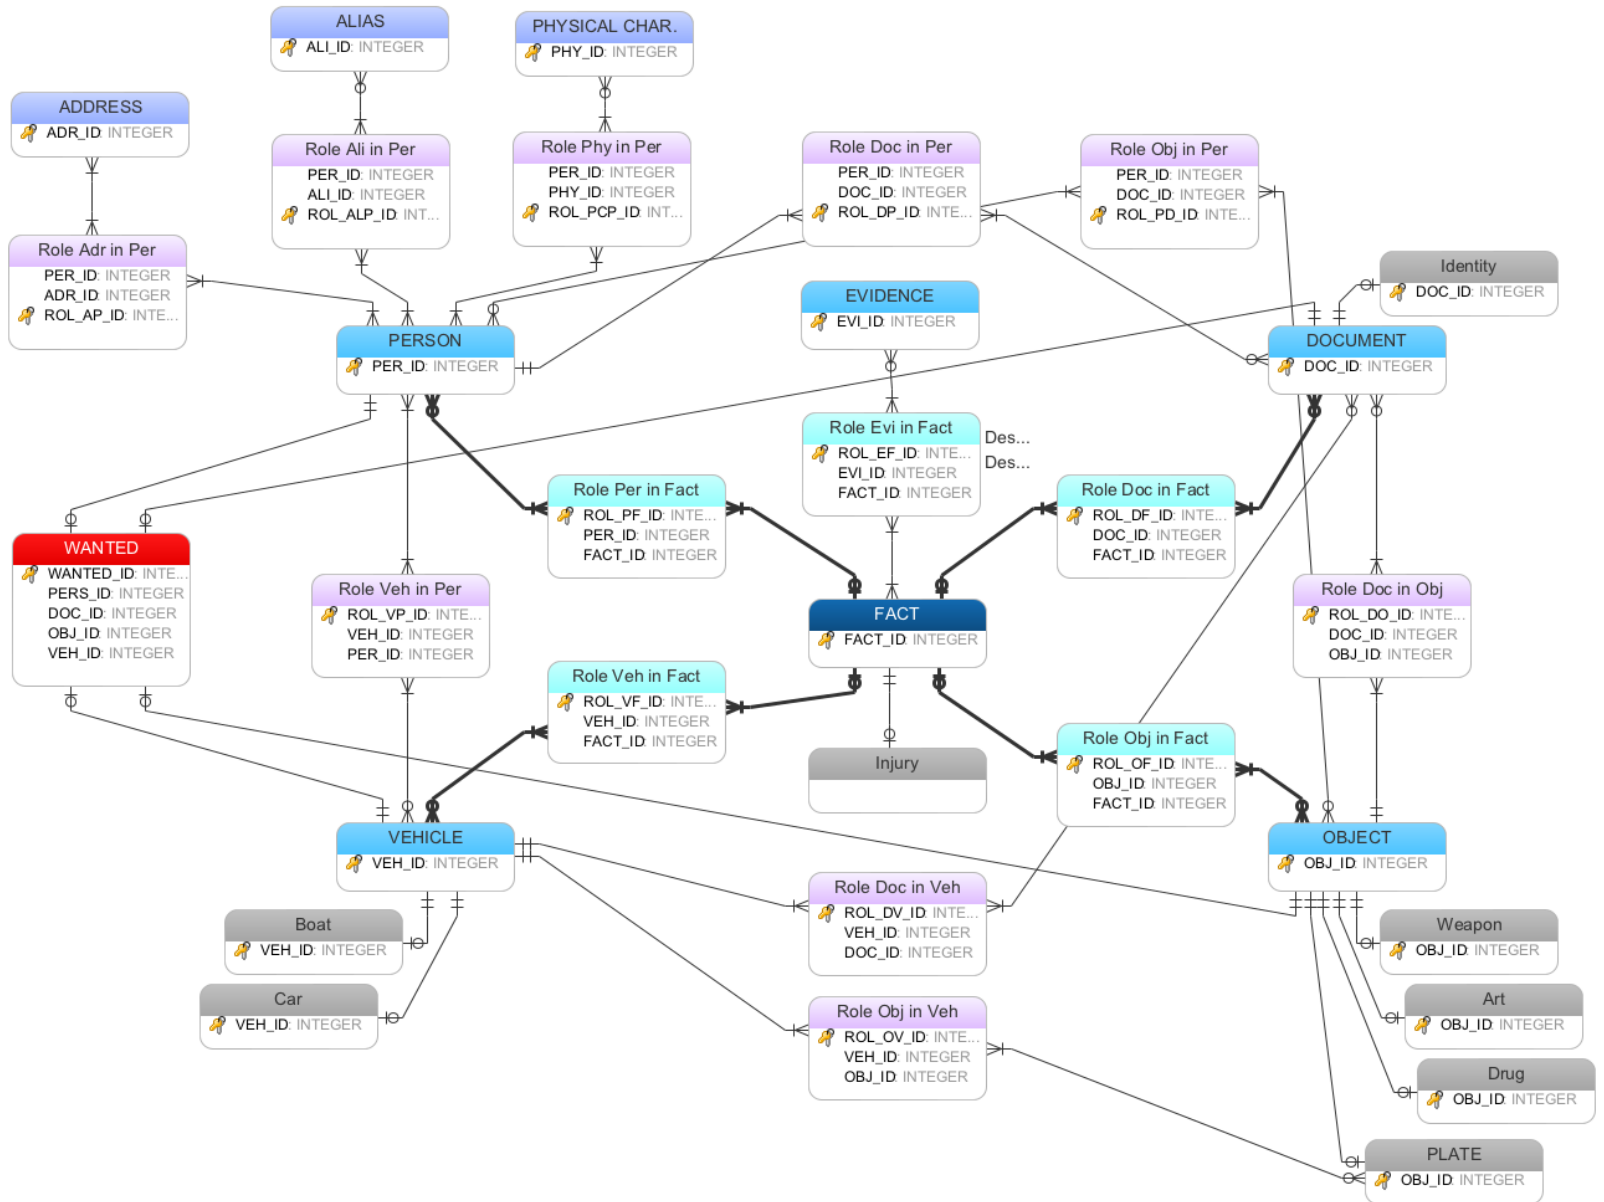 ALIAS
ALI_ID: INTEGER
PHYSICAL CHAR.
PHY_ID: INTEGER
ADDRESS
ADR_ID: INTEGER
Role Ali in Per
PER_ID: INTEGER
ALI_ID: INTEGER
ROL_ALP_ID: INT...
Role Phy in Per
PER_ID: INTEGER
PHY_ID: INTEGER
ROL_PCP_ID: INT...
Role Doc in Per
PER_ID: INTEGER
DOC_ID: INTEGER
ROL_DP_ID: INTE...
Role Obj in Per
PER_ID: INTEGER
DOC_ID: INTEGER
ROL_PD_ID: INTE...
Role Adr in Per
PER_ID: INTEGER
ADR_ID: INTEGER
ROL_AP_ID: INTE...
Identity
DOC_ID: INTEGER
EVIDENCE
EVI_ID: INTEGER
PERSON
PER_ID: INTEGER
DOCUMENT
DOC_ID: INTEGER
Role Evi in Fact
ROL_EF_ID: INTE...
EVI_ID: INTEGER
FACT_ID: INTEGER
Des...
Des...
Role Per in Fact
ROL_PF_ID: INTE...
PER_ID: INTEGER
FACT_ID: INTEGER
Role Doc in Fact
ROL_DF_ID: INTE...
DOC_ID: INTEGER
FACT_ID: INTEGER
WANTED
WANTED_ID: INTE...
PERS_ID: INTEGER
DOC_ID: INTEGER
OBJ_ID: INTEGER
VEH_ID: INTEGER
Role Veh in Per
ROL_VP_ID: INTE...
VEH_ID: INTEGER
PER_ID: INTEGER
FACT
FACT_ID: INTEGER
Role Doc in Obj
ROL_DO_ID: INTE...
DOC_ID: INTEGER
OBJ_ID: INTEGER
Role Veh in Fact
ROL_VF_ID: INTE...
VEH_ID: INTEGER
FACT_ID: INTEGER
Injury
Role Obj in Fact
ROL_OF_ID: INTE...
OBJ_ID: INTEGER
FACT_ID: INTEGER
VEHICLE
VEH_ID: INTEGER
OBJECT
OBJ_ID: INTEGER
Role Doc in Veh
ROL_DV_ID: INTE...
VEH_ID: INTEGER
DOC_ID: INTEGER
Boat
VEH_ID: INTEGER
Weapon
OBJ_ID: INTEGER
Car
VEH_ID: INTEGER
Art
OBJ_ID: INTEGER
Role Obj in Veh
ROL_OV_ID: INTE...
VEH_ID: INTEGER
OBJ_ID: INTEGER
Drug
OBJ_ID: INTEGER
PLATE
OBJ_ID: INTEGER